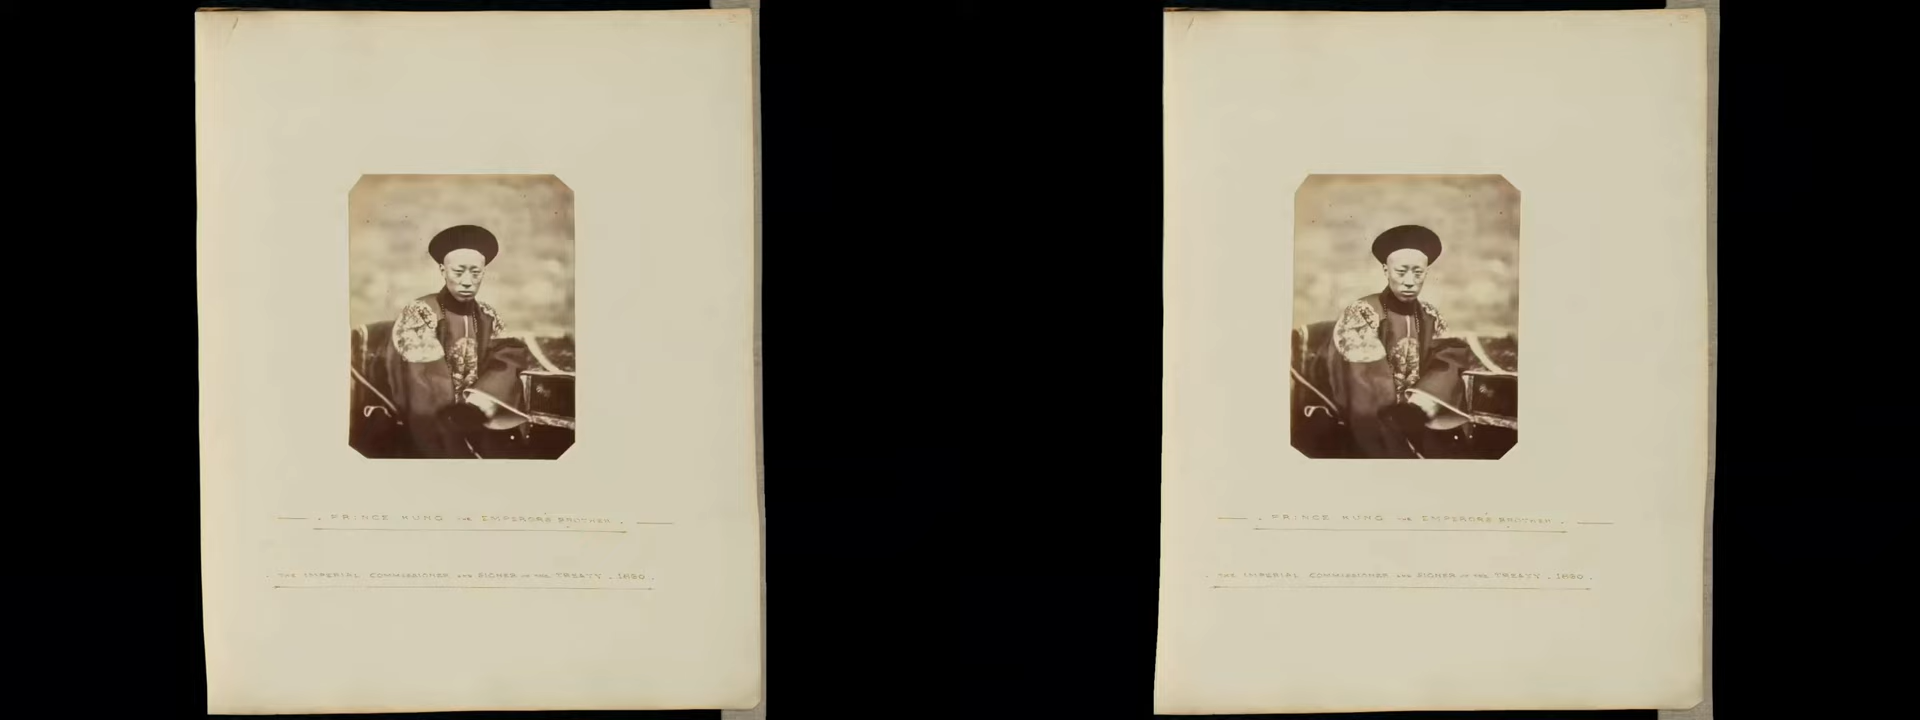 . PRINCE KUNG THE EMPERORS BROTHER .
. THE IMPERIAL COMMISSIONER AND SIGNER OF THE TREATY . 1860 .
. PRINCE KUNG THE EMPERORS BROTHER .
. THE IMPERIAL COMMISSIONER AND SIGNER OF THE TREATY . 1860 .